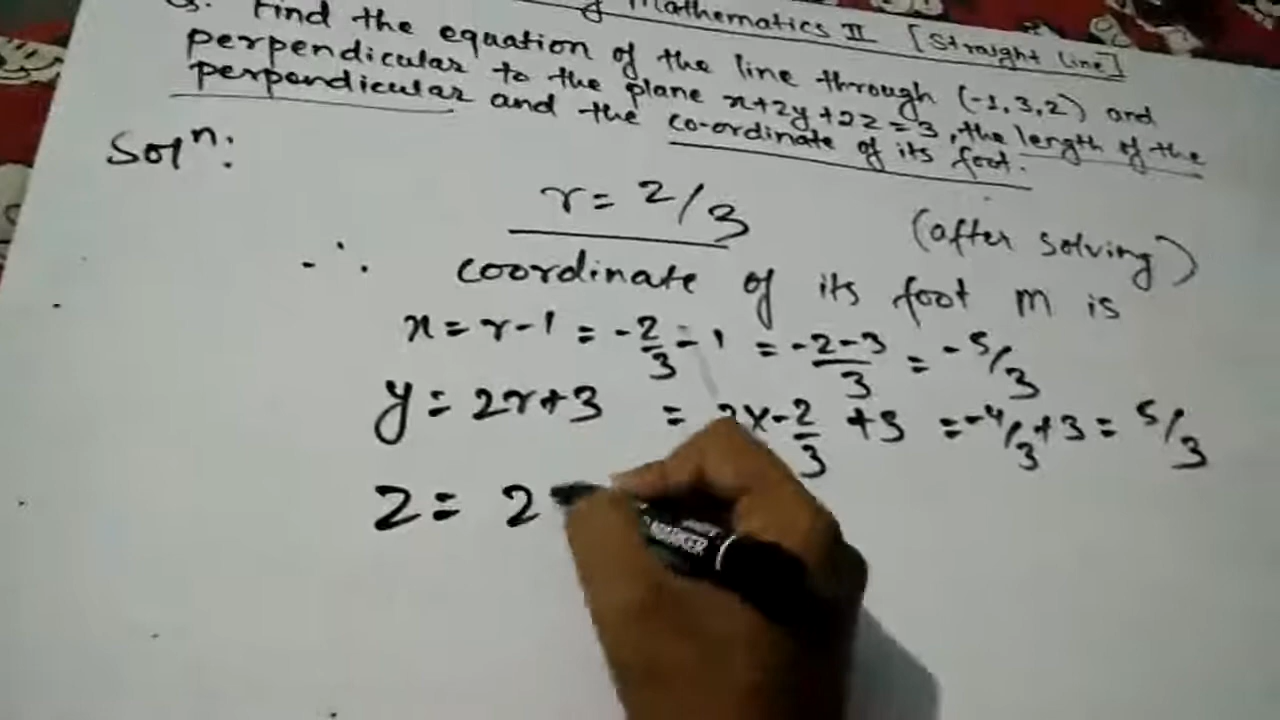 Mathematics II [Straight Line]
Find the equation of the line through (-1,3,2) and
perpendicular to the plane x+2y+2z=3, the length of the
perpendicular and the co-ordinate of its foot.
Solⁿ:
r = 2/3 (after solving)
∴ coordinate of its foot m is
x = r-1 = -2/3 - 1 = -2-3/3 = -5/3
y = 2r+3 = 2x-2/3 +3 = -4/3+3 = 5/3
z = 2
MARKER